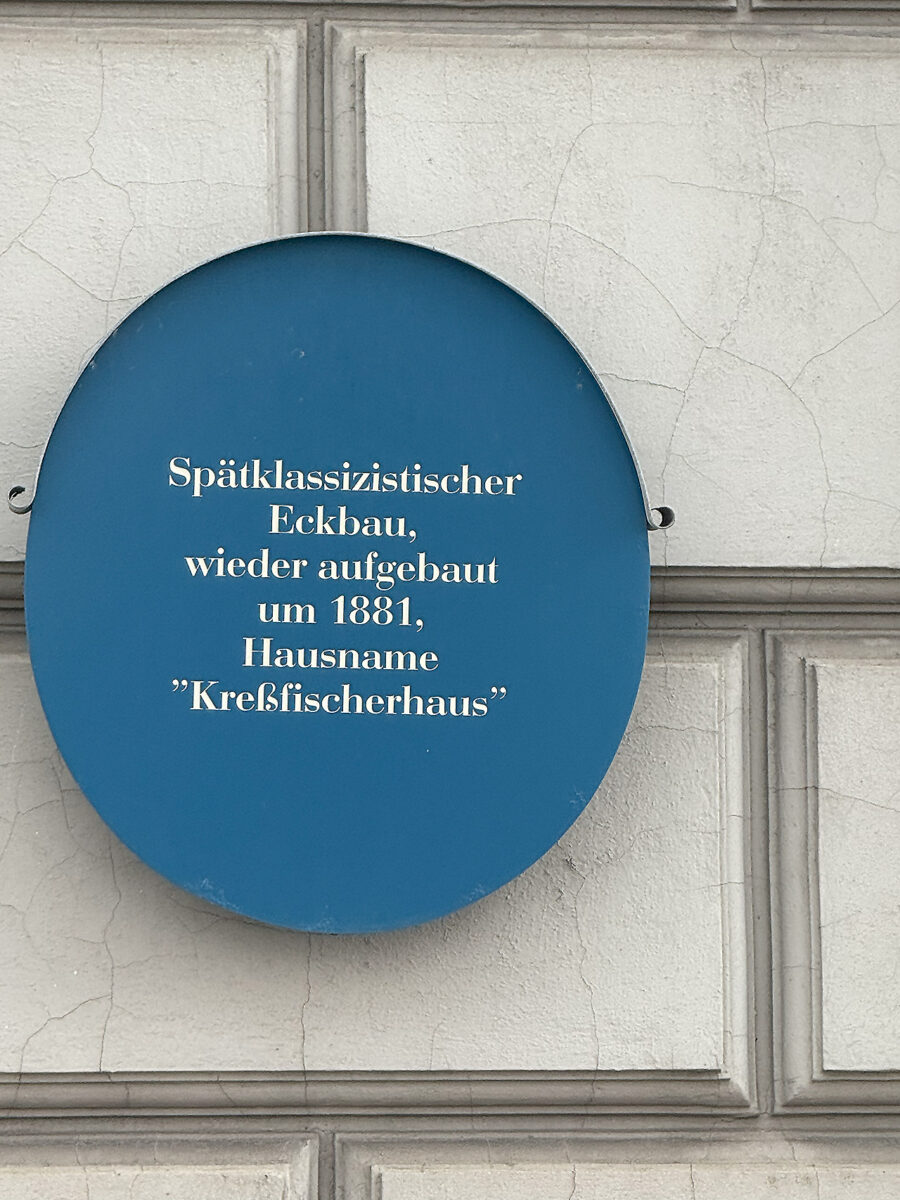 Spätklassizistischer
Eckbau,
wieder aufgebaut
um 1881,
Hausname
”Kreßfischerhaus”